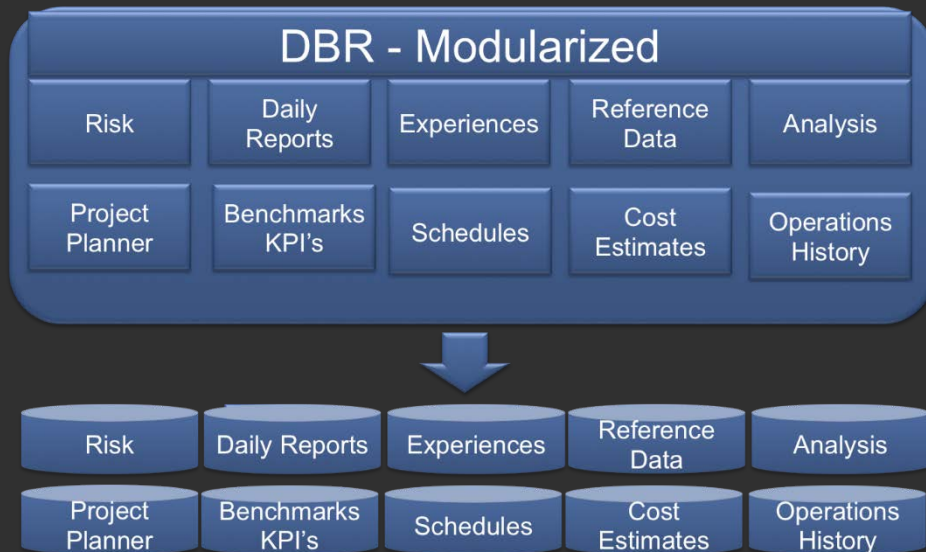 DBR - Modularized
Risk
Daily
Reports
Experiences
Reference
Data
Analysis
Project
Planner
Benchmarks
KPI's
Schedules
Cost
Estimates
Operations
History
Risk
Daily Reports
Experiences
Reference
Data
Analysis
Project
Planner
Benchmarks
KPI's
Schedules
Cost
Estimates
Operations
History